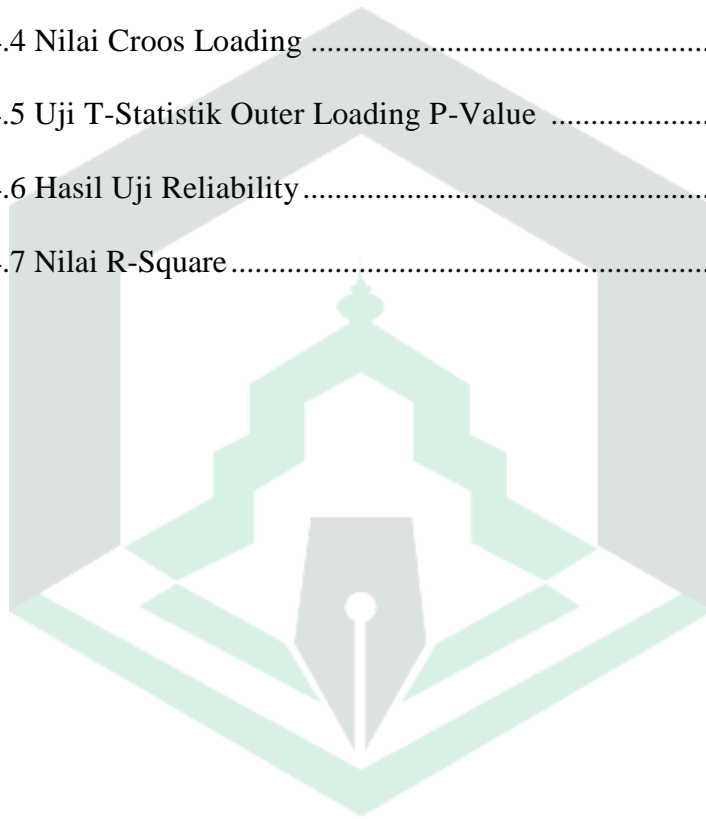 .4 Nilai Croos Loading ...............................................
.5 Uji T-Statistik Outer Loading P-Value ..................
.6 Hasil Uji Reliability ................................................
.7 Nilai R-Square .........................................................